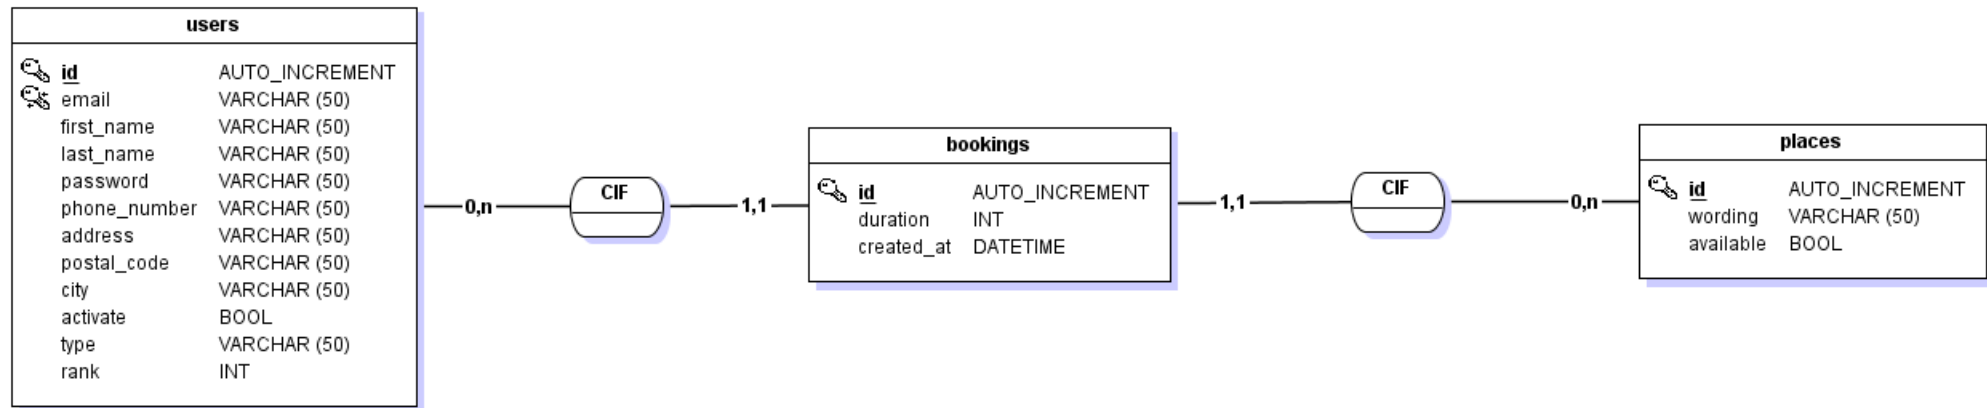 users
id AUTO_INCREMENT
email VARCHAR (50)
first_name VARCHAR (50)
last_name VARCHAR (50)
password VARCHAR (50)
phone_number VARCHAR (50)
address VARCHAR (50)
postal_code VARCHAR (50)
city VARCHAR (50)
activate BOOL
type VARCHAR (50)
rank INT
0,n
CIF
1,1
bookings
id AUTO_INCREMENT
duration INT
created_at DATETIME
1,1
CIF
0,n
places
id AUTO_INCREMENT
wording VARCHAR (50)
available BOOL